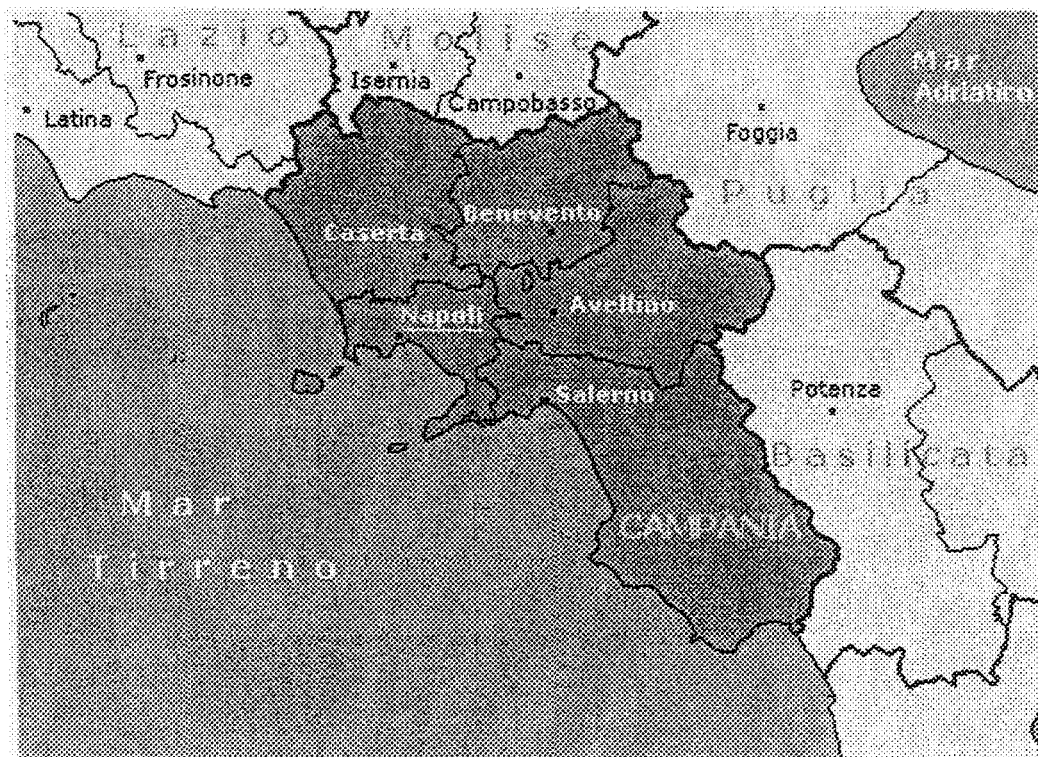 Lazio
Molise
Mar
Adriatico
Frosinone
Isernia
Campobasso
Latina
Foggia
Puglia
Benevento
Caserta
Napoli
Avellino
Salerno
Potenza
Basilicata
Mar
Tirreno
CAMPANIA